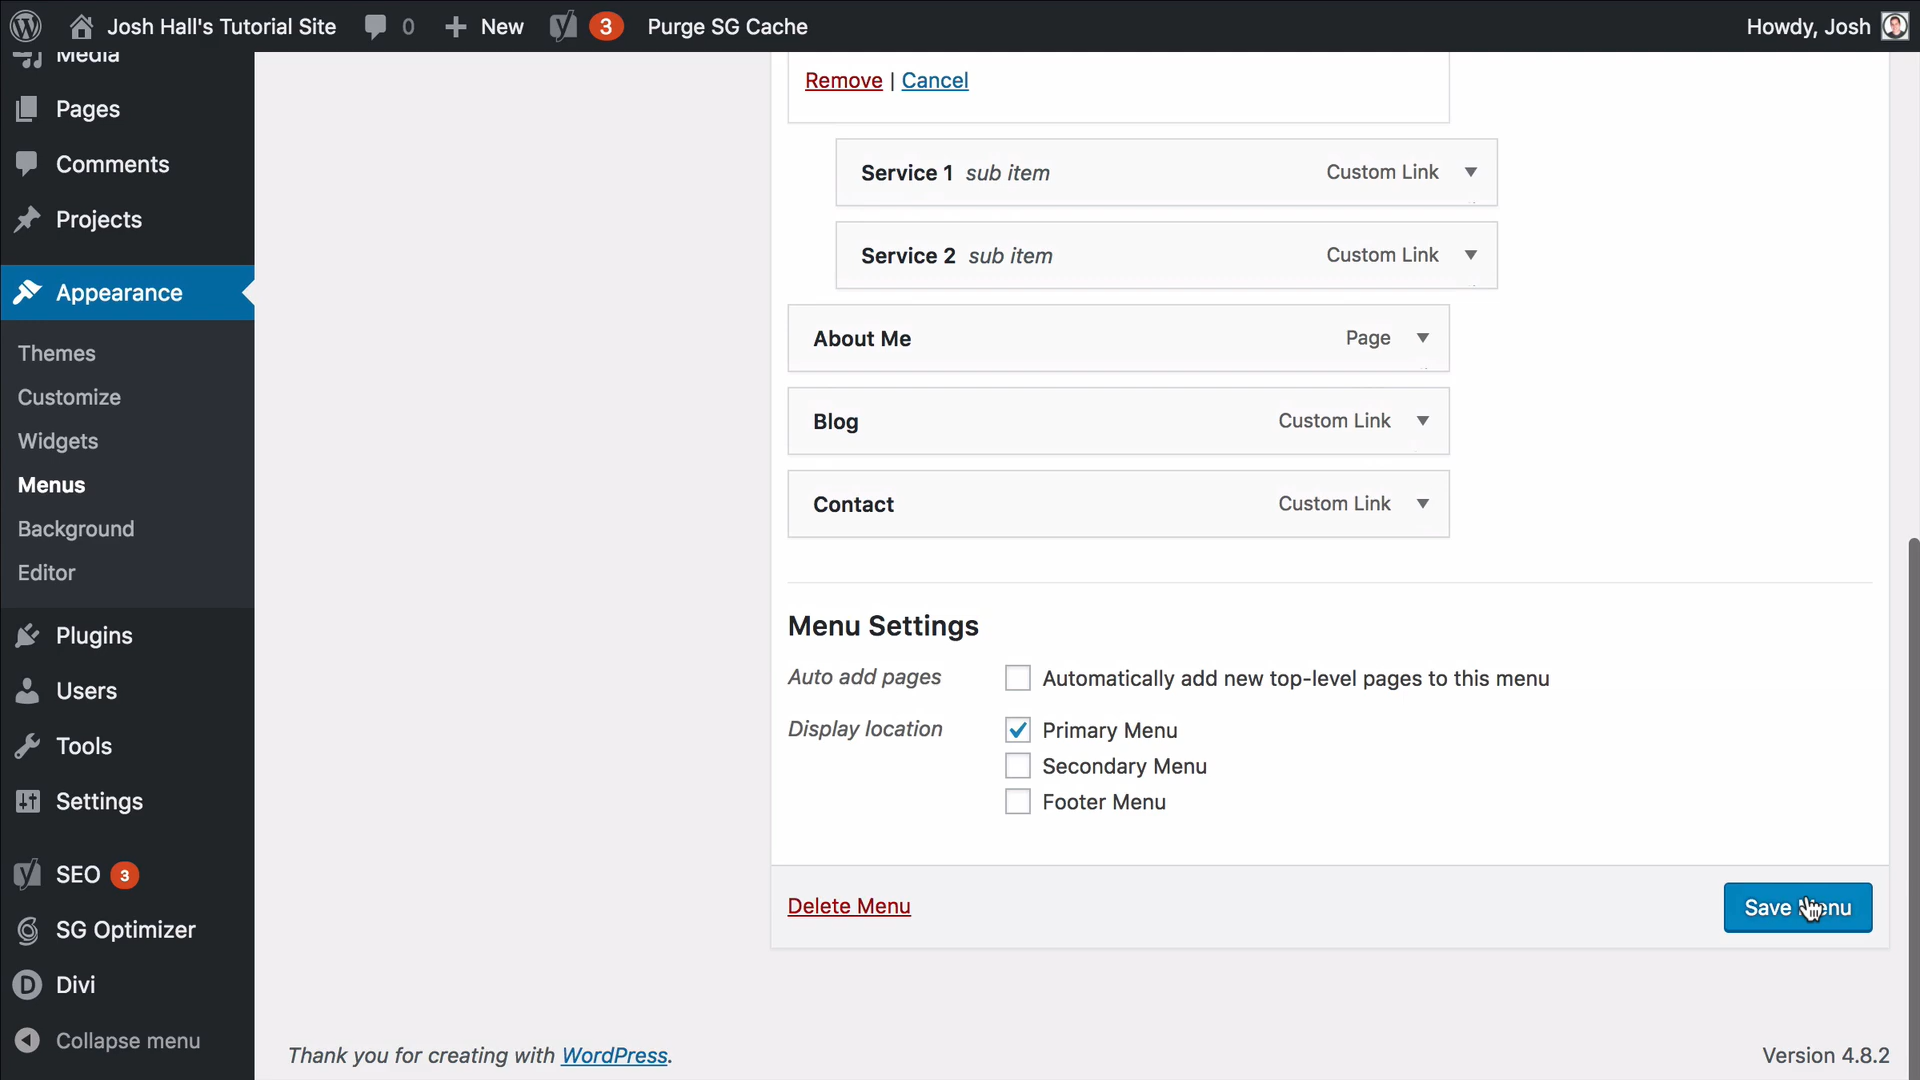 Josh Hall's Tutorial Site 0 New 3 Purge SG Cache Howdy, Josh
Media
Pages
Comments
Projects
Appearance
Themes
Customize
Widgets
Menus
Background
Editor
Plugins
Users
Tools
Settings
SEO 3
SG Optimizer
Divi
Collapse menu
Remove | Cancel
Service 1 sub item Custom Link
Service 2 sub item Custom Link
About Me Page
Blog Custom Link
Contact Custom Link
Menu Settings
Auto add pages Automatically add new top-level pages to this menu
Display location Primary Menu
Secondary Menu
Footer Menu
Delete Menu Save Menu
Thank you for creating with WordPress. Version 4.8.2